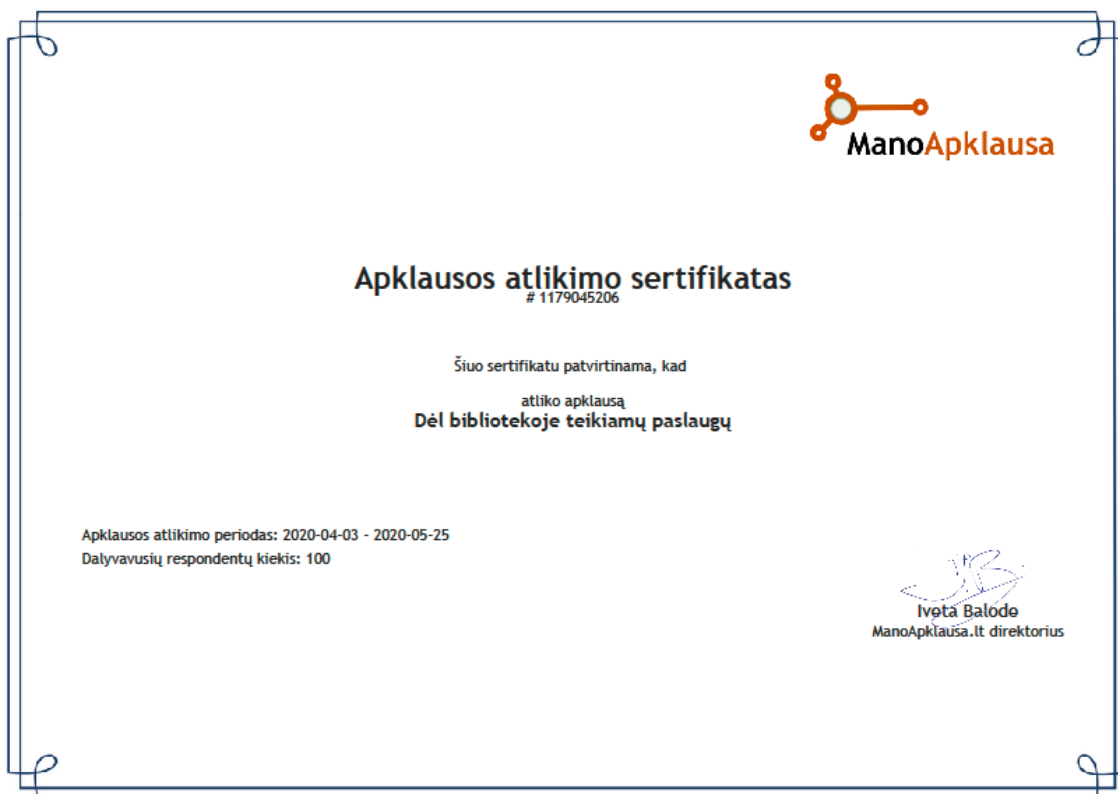 ManoApklausa
Apklausos atlikimo sertifikatas
# 1179045206
Šiuo sertifikatu patvirtinama, kad
atliko apklausą
Dėl bibliotekoje teikiamų paslaugų
Apklausos atlikimo periodas: 2020-04-03 - 2020-05-25
Dalyvavusių respondentų kiekis: 100
Iveta Balode
ManoApklausa.lt direktorius